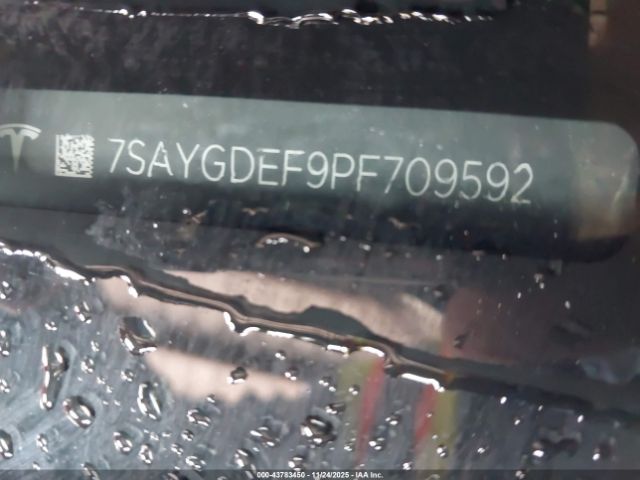 7SAYGDEF9PF709592
000-43783450 - 11/24/2025 - IAA Inc.